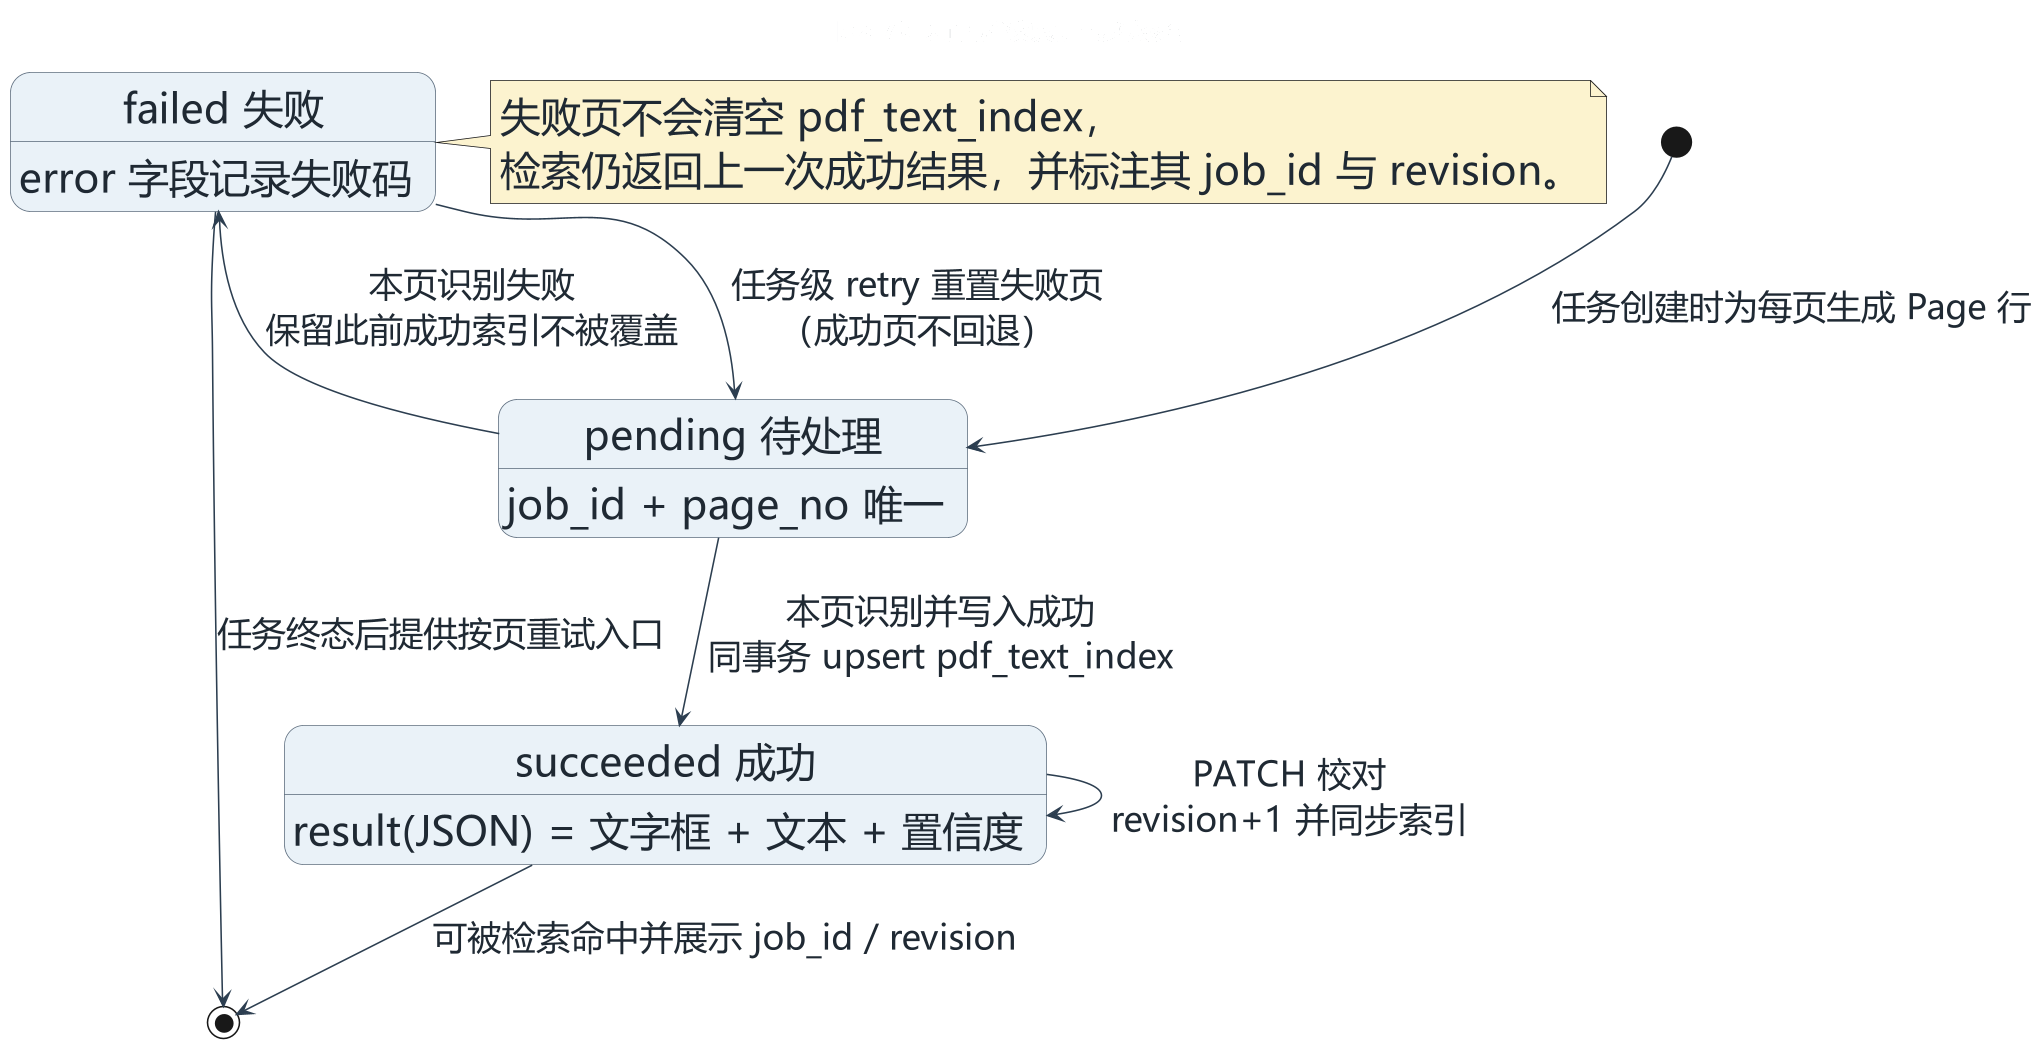 failed 失败
error 字段记录失败码
失败页不会清空 pdf_text_index，
检索仍返回上一次成功结果，并标注其 job_id 与 revision。
本页识别失败
保留此前成功索引不被覆盖
任务级 retry 重置失败页
（成功页不回退）
任务创建时为每页生成 Page 行
pending 待处理
job_id + page_no 唯一
任务终态后提供按页重试入口
本页识别并写入成功
同事务 upsert pdf_text_index
succeeded 成功
result(JSON) = 文字框 + 文本 + 置信度
PATCH 校对
revision+1 并同步索引
可被检索命中并展示 job_id / revision